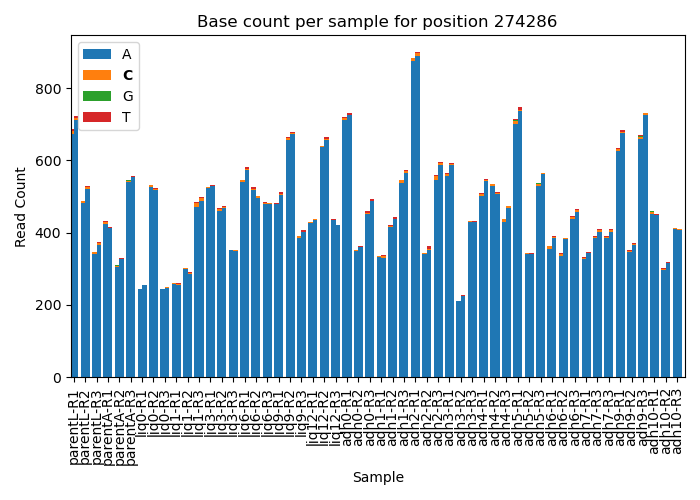 Base count per sample for position 274286
A
C
G
T
800
600
400
200
0
Read Count
parentL-R1
parentL-R2
parentL-R3
parentA-R1
parentA-R2
parentA-R3
liq0-R1
liq0-R2
liq0-R3
liq1-R1
liq1-R2
liq1-R3
liq3-R1
liq3-R2
liq3-R3
liq6-R1
liq6-R2
liq6-R3
liq9-R1
liq9-R2
liq9-R3
liq12-R1
liq12-R2
liq12-R3
adh0-R1
adh0-R2
adh0-R3
adh1-R1
adh1-R2
adh1-R3
adh2-R1
adh2-R2
adh2-R3
adh3-R1
adh3-R2
adh3-R3
adh4-R1
adh4-R2
adh4-R3
adh5-R1
adh5-R2
adh5-R3
adh6-R1
adh6-R2
adh6-R3
adh7-R1
adh7-R2
adh7-R3
adh9-R1
adh9-R2
adh9-R3
adh10-R1
adh10-R2
adh10-R3
Sample